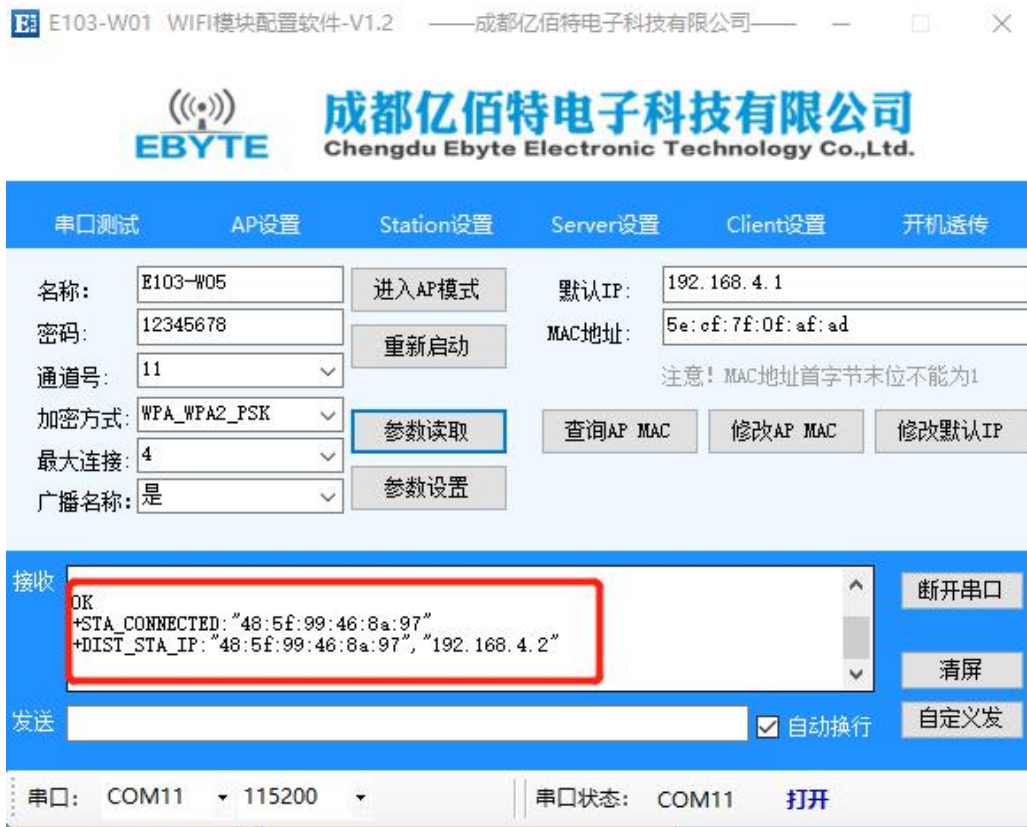 E103-W01 WIFI模块配置软件-V1.2 ——成都亿佰特电子科技有限公司——
EBYTE
成都亿佰特电子科技有限公司
Chengdu Ebyte Electronic Technology Co.,Ltd.
串口测试 AP设置 Station设置 Server设置 Client设置 开机透传
名称: E103-W05 进入AP模式 默认IP: 192.168.4.1
密码: 12345678 重新启动 MAC地址: 5e:cf:7f:0f:af:ad
通道号: 11 注意!MAC地址首字节末位不能为1
加密方式: WPA_WPA2_PSK 参数读取 查询AP MAC 修改AP MAC 修改默认IP
最大连接: 4
广播名称: 是 参数设置
接收 断开串口
OK
+STA_CONNECTED:"48:5f:99:46:8a:97"
+DIST_STA_IP:"48:5f:99:46:8a:97","192.168.4.2"
清屏
发送 自动换行 自定义发
串口: COM11 115200 串口状态: COM11 打开